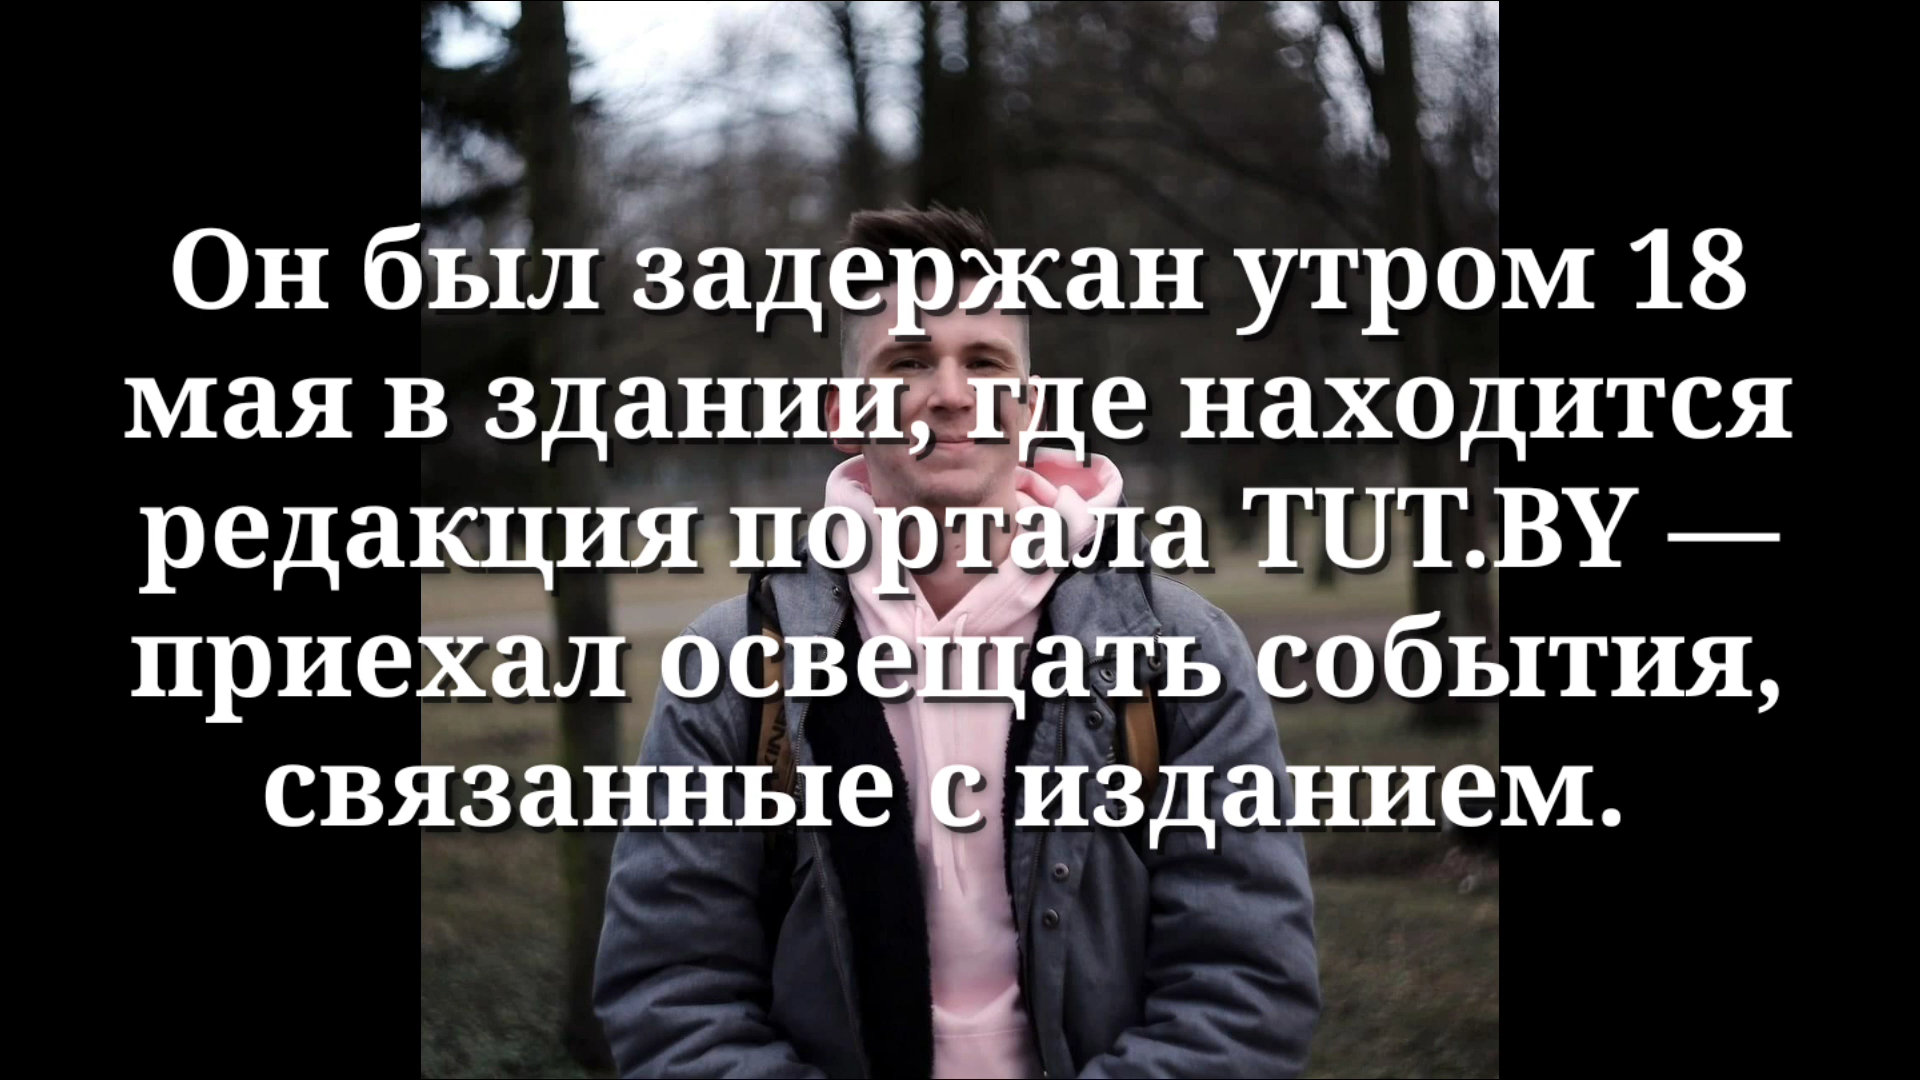 Он был задержан утром 18
мая в здании, где находится
редакция портала TUT.BY —
приехал освещать события,
связанные с изданием.